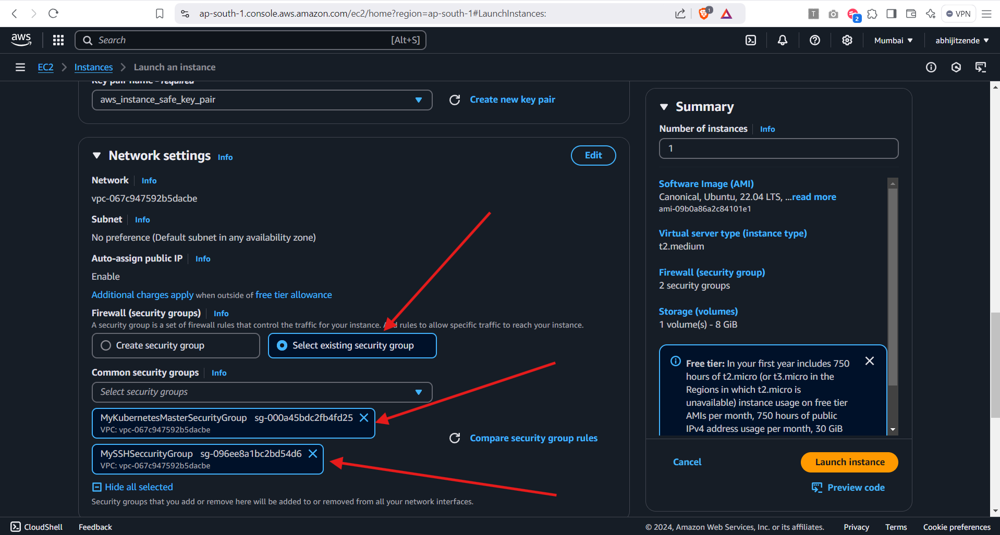 ap-south-1.console.aws.amazon.com/ec2/home?region=ap-south-1#LaunchInstances:
1
T
2
VPN
aws
Search
[Alt+S]
Mumbai
abhijitzende
EC2
Instances
Launch an instance
Key pair name - required
aws_instance_safe_key_pair
Create new key pair
Network settings Info
Edit
Network Info
vpc-067c947592b5dacbe
Subnet Info
No preference (Default subnet in any availability zone)
Auto-assign public IP Info
Enable
Additional charges apply when outside of free tier allowance
Firewall (security groups) Info
A security group is a set of firewall rules that control the traffic for your instance. Add rules to allow specific traffic to reach your instance.
Create security group
Select existing security group
Common security groups Info
Select security groups
MyKubernetesMasterSecurityGroup sg-000a45bdc2fb4fd25
VPC: vpc-067c947592b5dacbe
Compare security group rules
MySSHSeccurityGroup sg-096ee8a1bc2bd54d6
VPC: vpc-067c947592b5dacbe
Hide all selected
Security groups that you add or remove here will be added to or removed from all your network interfaces.
Summary
Number of instances Info
1
Software Image (AMI)
Canonical, Ubuntu, 22.04 LTS, ...read more
ami-09b0a86a2c84101e1
Virtual server type (instance type)
t2.medium
Firewall (security group)
2 security groups
Storage (volumes)
1 volume(s) - 8 GiB
Free tier: In your first year includes 750
hours of t2.micro (or t3.micro in the
Regions in which t2.micro is
unavailable) instance usage on free tier
AMIs per month, 750 hours of public
IPv4 address usage per month, 30 GiB
Cancel
Launch instance
Preview code
CloudShell
Feedback
© 2024, Amazon Web Services, Inc. or its affiliates.
Privacy
Terms
Cookie preferences